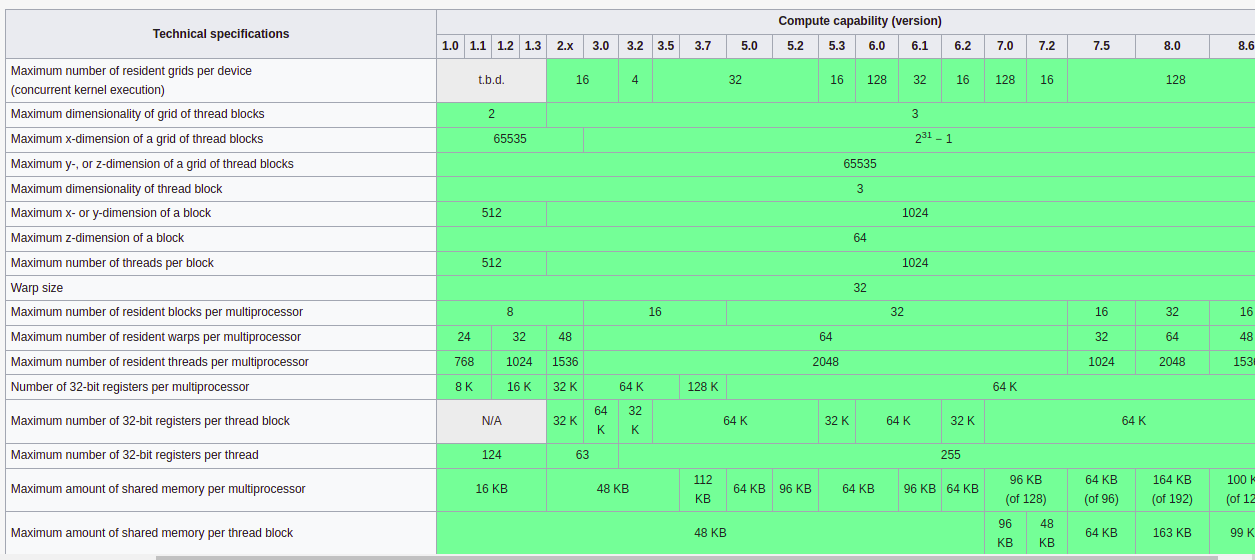 Technical specifications
Compute capability (version)
1.0 1.1 1.2 1.3 2.x 3.0 3.2 3.5 3.7 5.0 5.2 5.3 6.0 6.1 6.2 7.0 7.2 7.5 8.0 8.6
Maximum number of resident grids per device
(concurrent kernel execution)
t.b.d. 16 4 32 16 128 32 16 128 16 128
Maximum dimensionality of grid of thread blocks 2 3
Maximum x-dimension of a grid of thread blocks 65535 2³¹ − 1
Maximum y-, or z-dimension of a grid of thread blocks 65535
Maximum dimensionality of thread block 3
Maximum x- or y-dimension of a block 512 1024
Maximum z-dimension of a block 64
Maximum number of threads per block 512 1024
Warp size 32
Maximum number of resident blocks per multiprocessor 8 16 32 16 32 16
Maximum number of resident warps per multiprocessor 24 32 48 64 32 64 48
Maximum number of resident threads per multiprocessor 768 1024 1536 2048 1024 2048 153
Number of 32-bit registers per multiprocessor 8 K 16 K 32 K 64 K 128 K 64 K
Maximum number of 32-bit registers per thread block N/A 32 K 64 K 32 K 64 K 32 K 64 K 32 K 64 K
Maximum number of 32-bit registers per thread 124 63 255
Maximum amount of shared memory per multiprocessor 16 KB 48 KB 112 KB 64 KB 96 KB 64 KB 96 KB 64 KB 96 KB (of 128) 64 KB (of 96) 164 KB (of 192) 100 K (of 12
Maximum amount of shared memory per thread block 48 KB 96 KB 48 KB 64 KB 163 KB 99 K